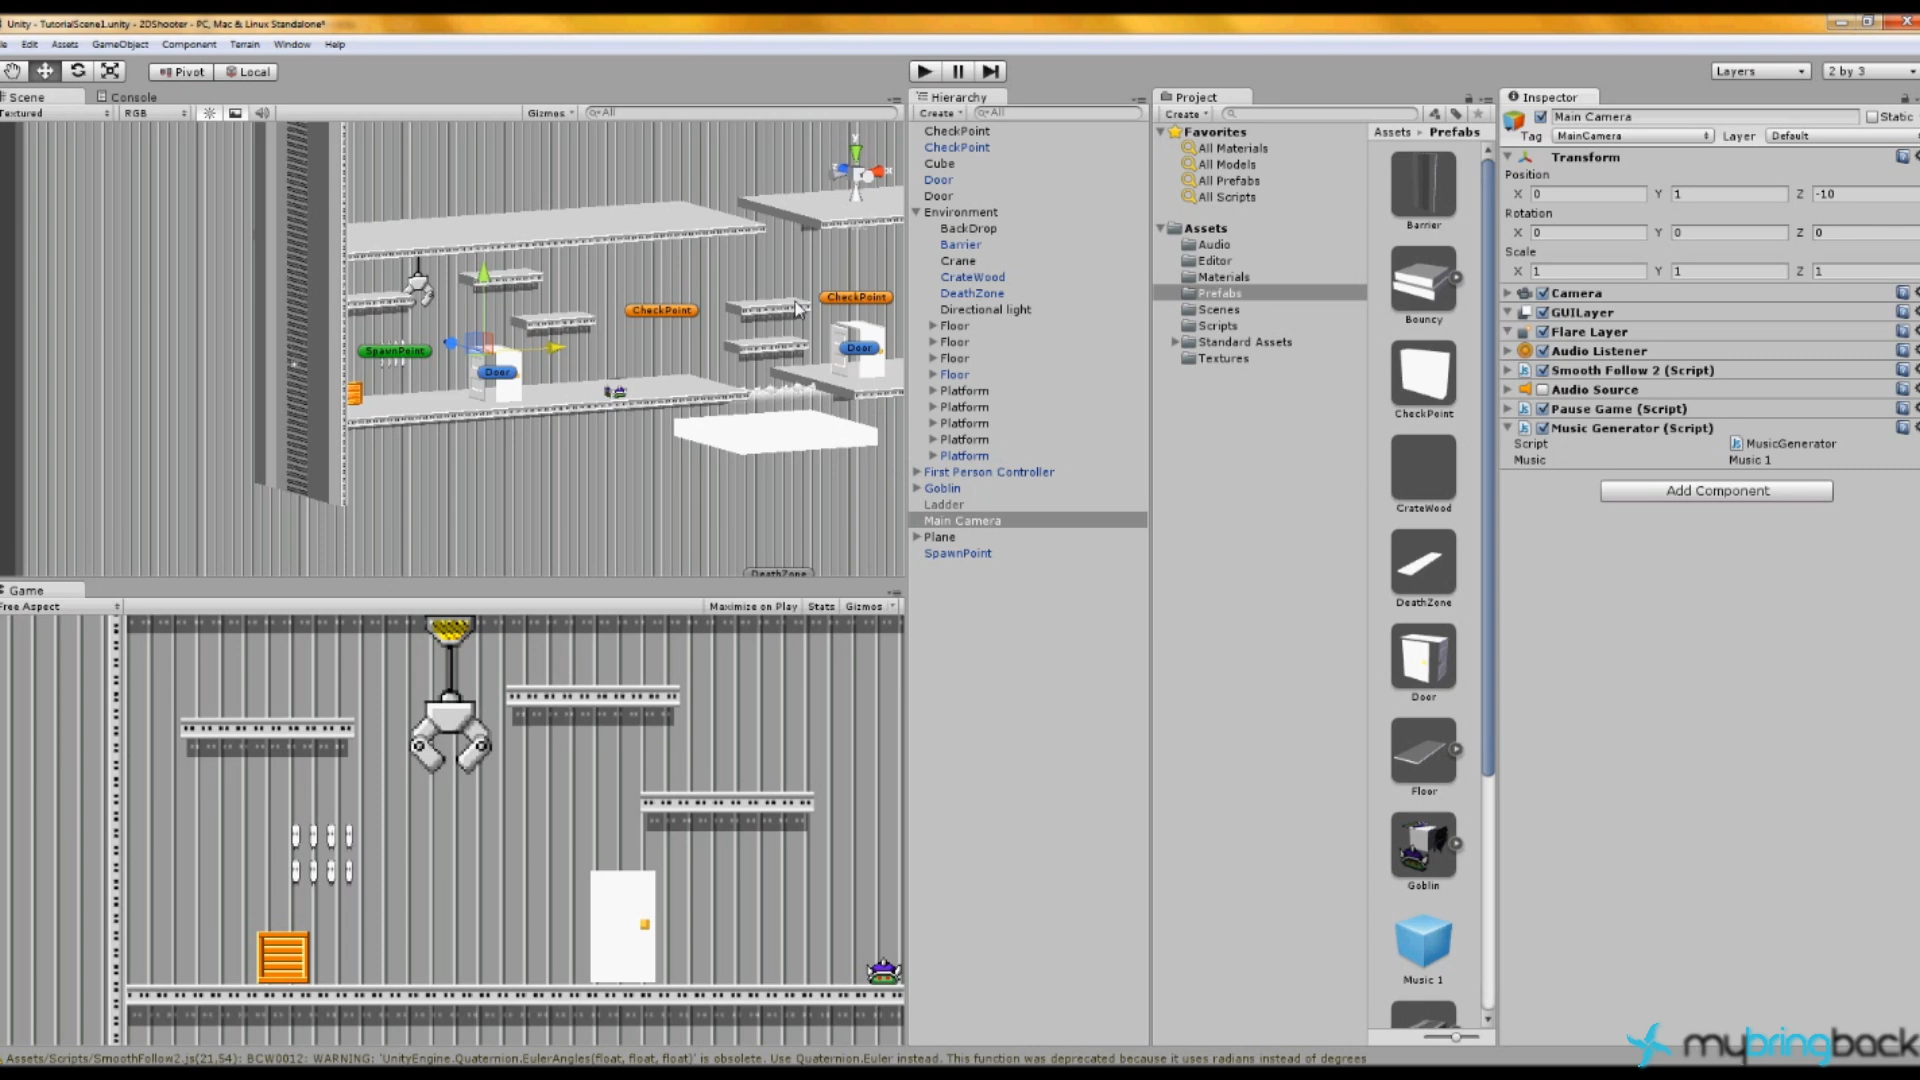 Unity - TutorialScene1.unity - 2DShooter - PC, Mac & Linux Standalone*
Edit Assets GameObject Component Terrain Window Help
Pivot Local Layers 2 by 3
Scene Console
Textured RGB Gizmos All
SpawnPoint
Door
CheckPoint
CheckPoint
Door
DeathZone
Game
Free Aspect Maximize on Play Stats Gizmos
Hierarchy
Create All
CheckPoint
CheckPoint
Cube
Door
Door
Environment
BackDrop
Barrier
Crane
CrateWood
DeathZone
Directional light
Floor
Floor
Floor
Floor
Platform
Platform
Platform
Platform
Platform
First Person Controller
Goblin
Ladder
Main Camera
Plane
SpawnPoint
Project
Create
Favorites
All Materials
All Models
All Prefabs
All Scripts
Assets
Audio
Editor
Materials
Prefabs
Scenes
Scripts
Standard Assets
Textures
Assets Prefabs
Barrier
Bouncy
CheckPoint
CrateWood
DeathZone
Door
Floor
Goblin
Music 1
Inspector
Main Camera Static
Tag MainCamera Layer Default
Transform
Position
X 0 Y 1 Z -10
Rotation
X 0 Y 0 Z 0
Scale
X 1 Y 1 Z 1
Camera
GUILayer
Flare Layer
Audio Listener
Smooth Follow 2 (Script)
Audio Source
Pause Game (Script)
Music Generator (Script)
Script MusicGenerator
Music Music 1
Add Component
Assets/Scripts/SmoothFollow2.js(21,54): BCW0012: WARNING: 'UnityEngine.Quaternion.EulerAngles(float, float, float)' is obsolete. Use Quaternion.Euler instead. This function was deprecated because it uses radians instead of degrees
mybringback